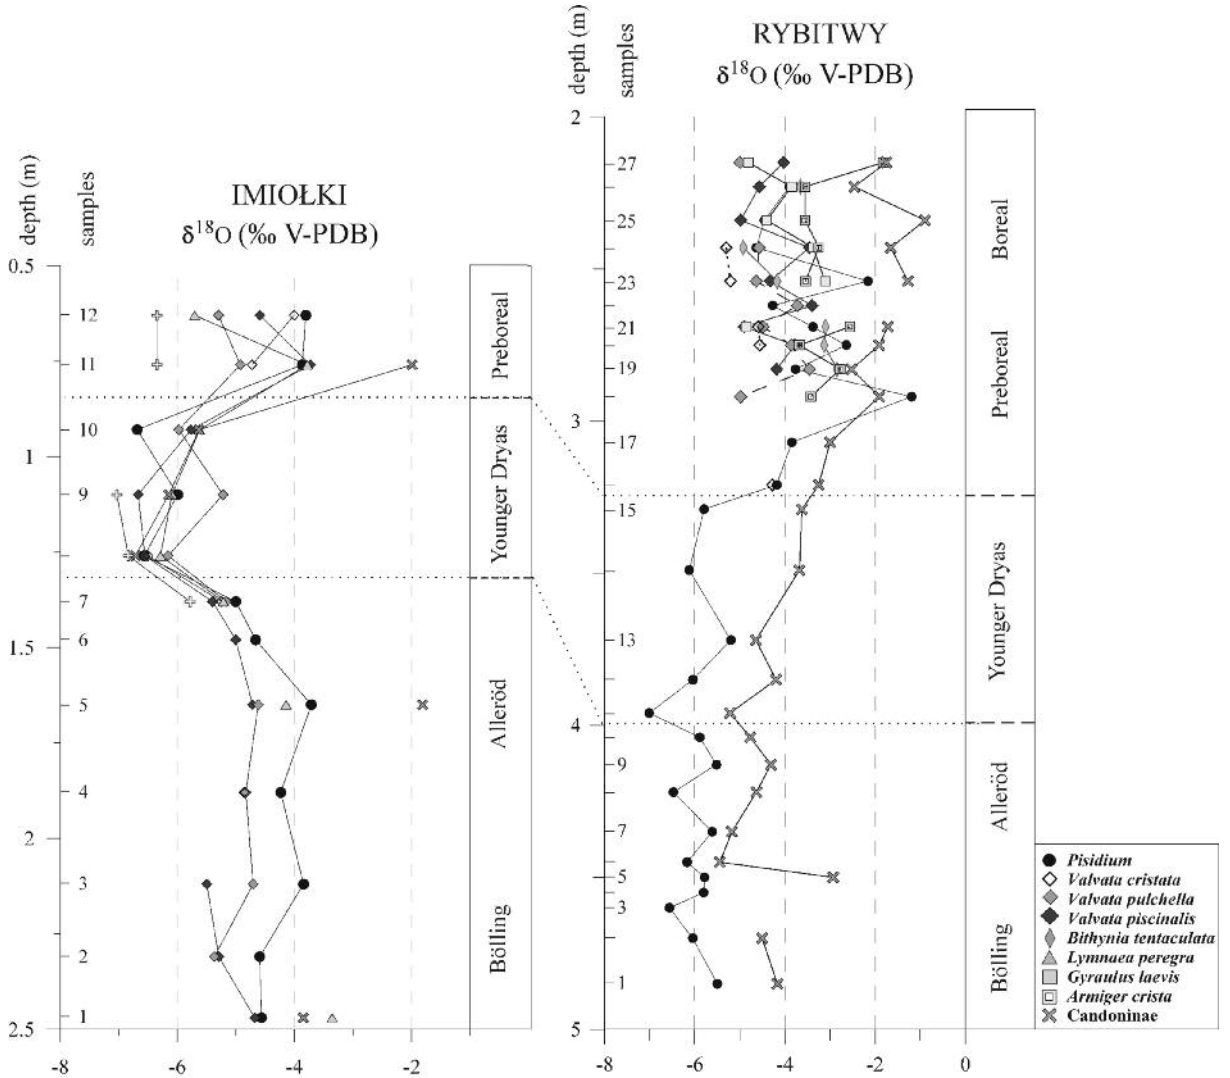 IMIOŁKI
δ18O (‰ V-PDB)
depth (m)
samples
0.5
1
1.5
2
2.5
12
11
10
9
7
6
5
4
3
2
1
-8
-6
-4
-2
Preboreal
Younger Dryas
Alleröd
Bölling
RYBITWY
δ18O (‰ V-PDB)
depth (m)
samples
2
3
4
5
27
25
23
21
19
17
15
13
9
7
5
3
1
-8
-6
-4
-2
0
Boreal
Preboreal
Younger Dryas
Alleröd
Bölling
Pisidium
Valvata cristata
Valvata pulchella
Valvata piscinalis
Bithynia tentaculata
Lymnaea peregra
Gyraulus laevis
Armiger crista
Candoninae